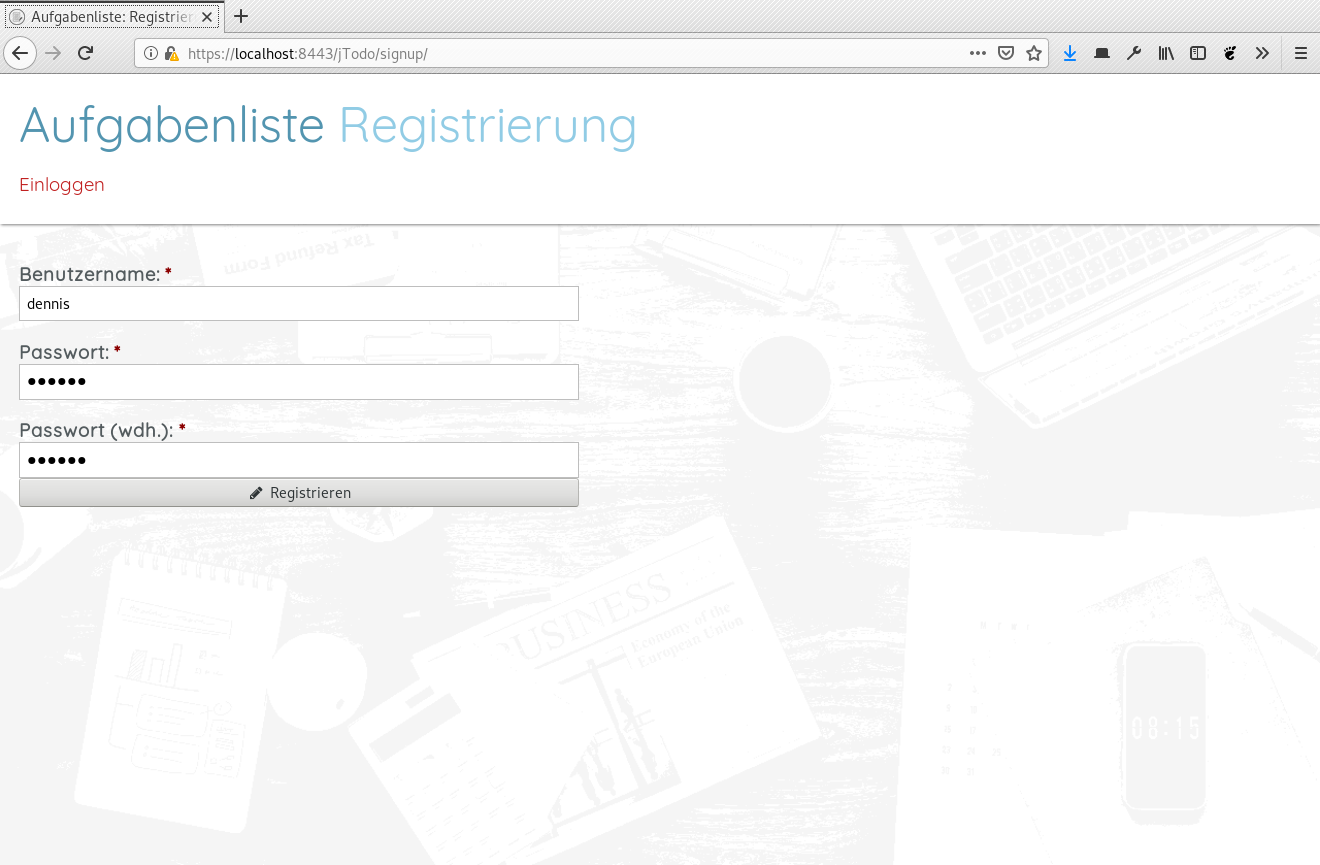 Aufgabenliste: Registrier
https://localhost:8443/jTodo/signup/
Aufgabenliste Registrierung
Einloggen
Tax Refund Form
Benutzername: *
dennis
Passwort: *
●●●●●●
Passwort (wdh.): *
●●●●●●
Registrieren
BUSINESS
Economy of the
European Union
08:15